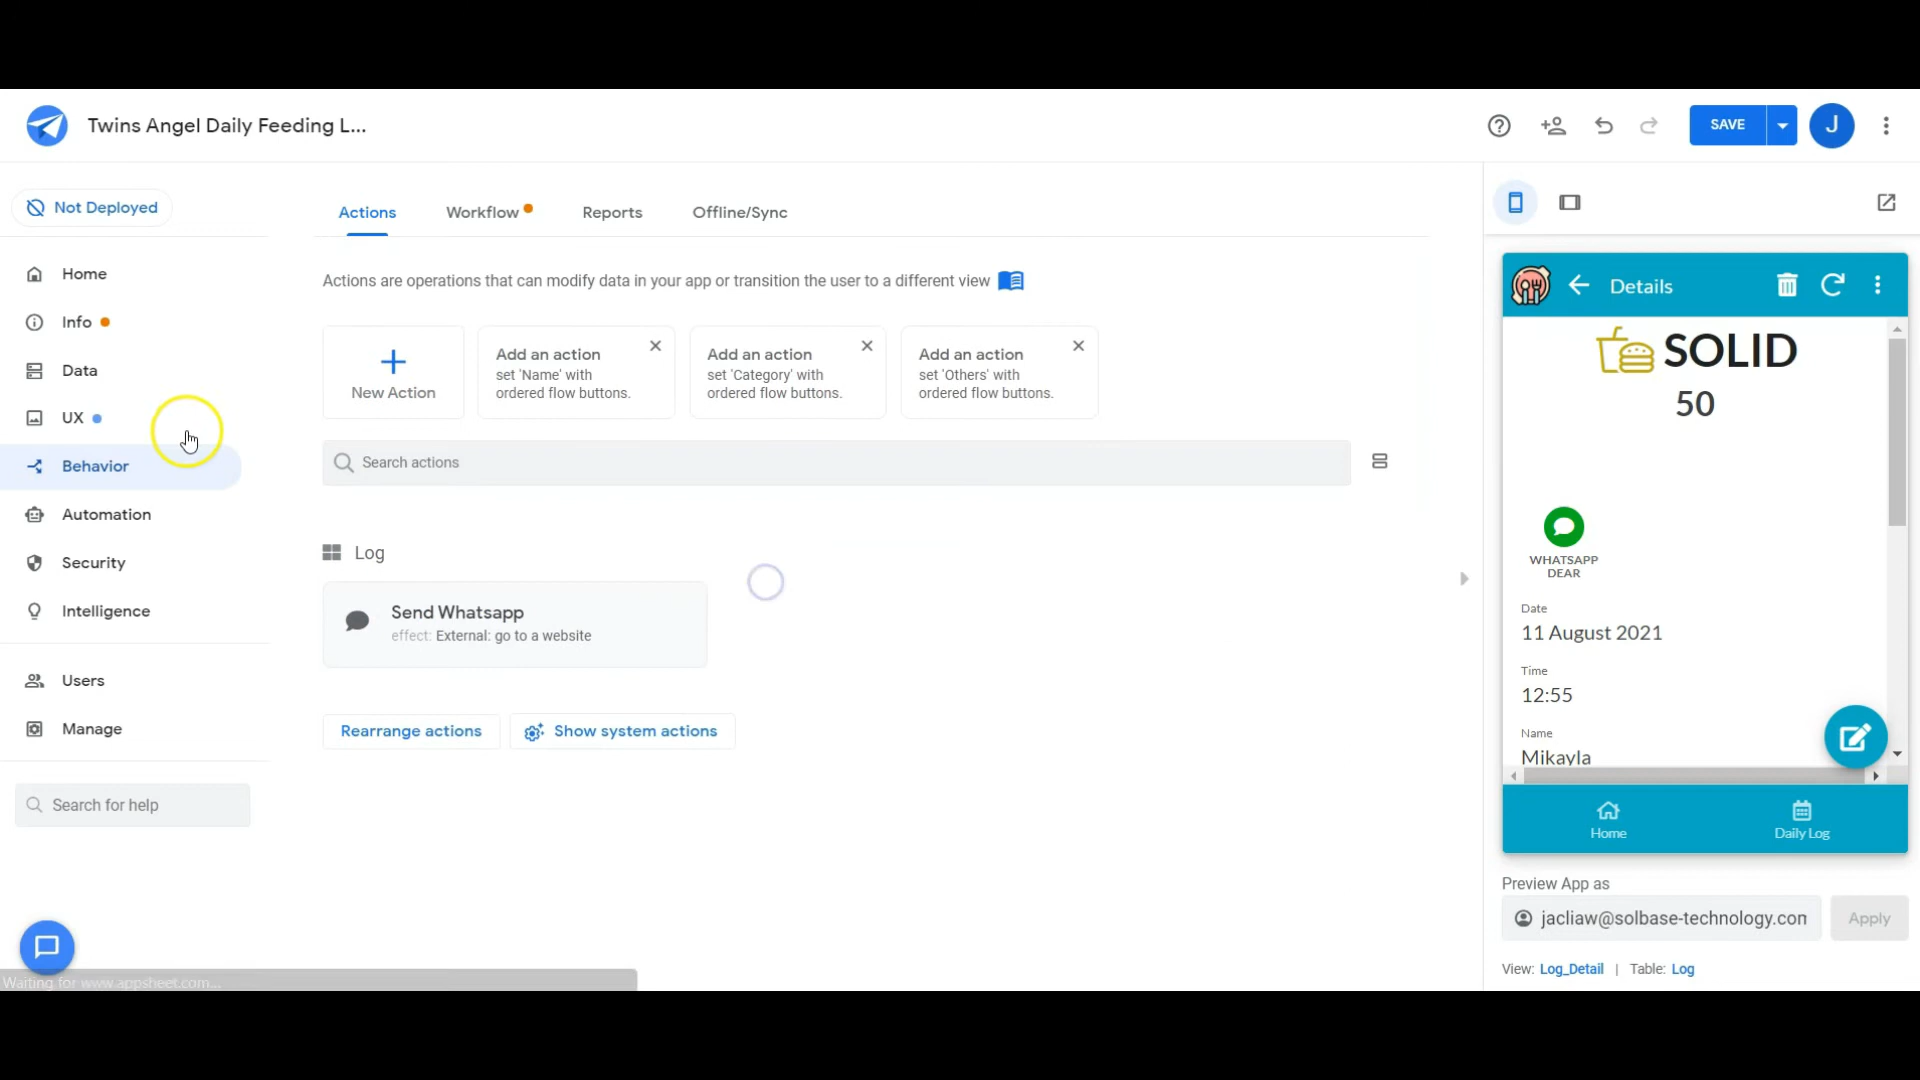 Twins Angel Daily Feeding L...
SAVE
J
Not Deployed
Home
Info
Data
UX
Behavior
Automation
Security
Intelligence
Users
Manage
Search for help
Actions
Workflow
Reports
Offline/Sync
Actions are operations that can modify data in your app or transition the user to a different view
New Action
Add an action
set 'Name' with
ordered flow buttons.
Add an action
set 'Category' with
ordered flow buttons.
Add an action
set 'Others' with
ordered flow buttons.
Search actions
Log
Send Whatsapp
effect: External: go to a website
Rearrange actions
Show system actions
Details
SOLID
50
WHATSAPP
DEAR
Date
11 August 2021
Time
12:55
Name
Mikayla
Home
Daily Log
Preview App as
jacliaw@solbase-technology.com
Apply
View: Log_Detail | Table: Log
Waiting for www.appsheet.com...